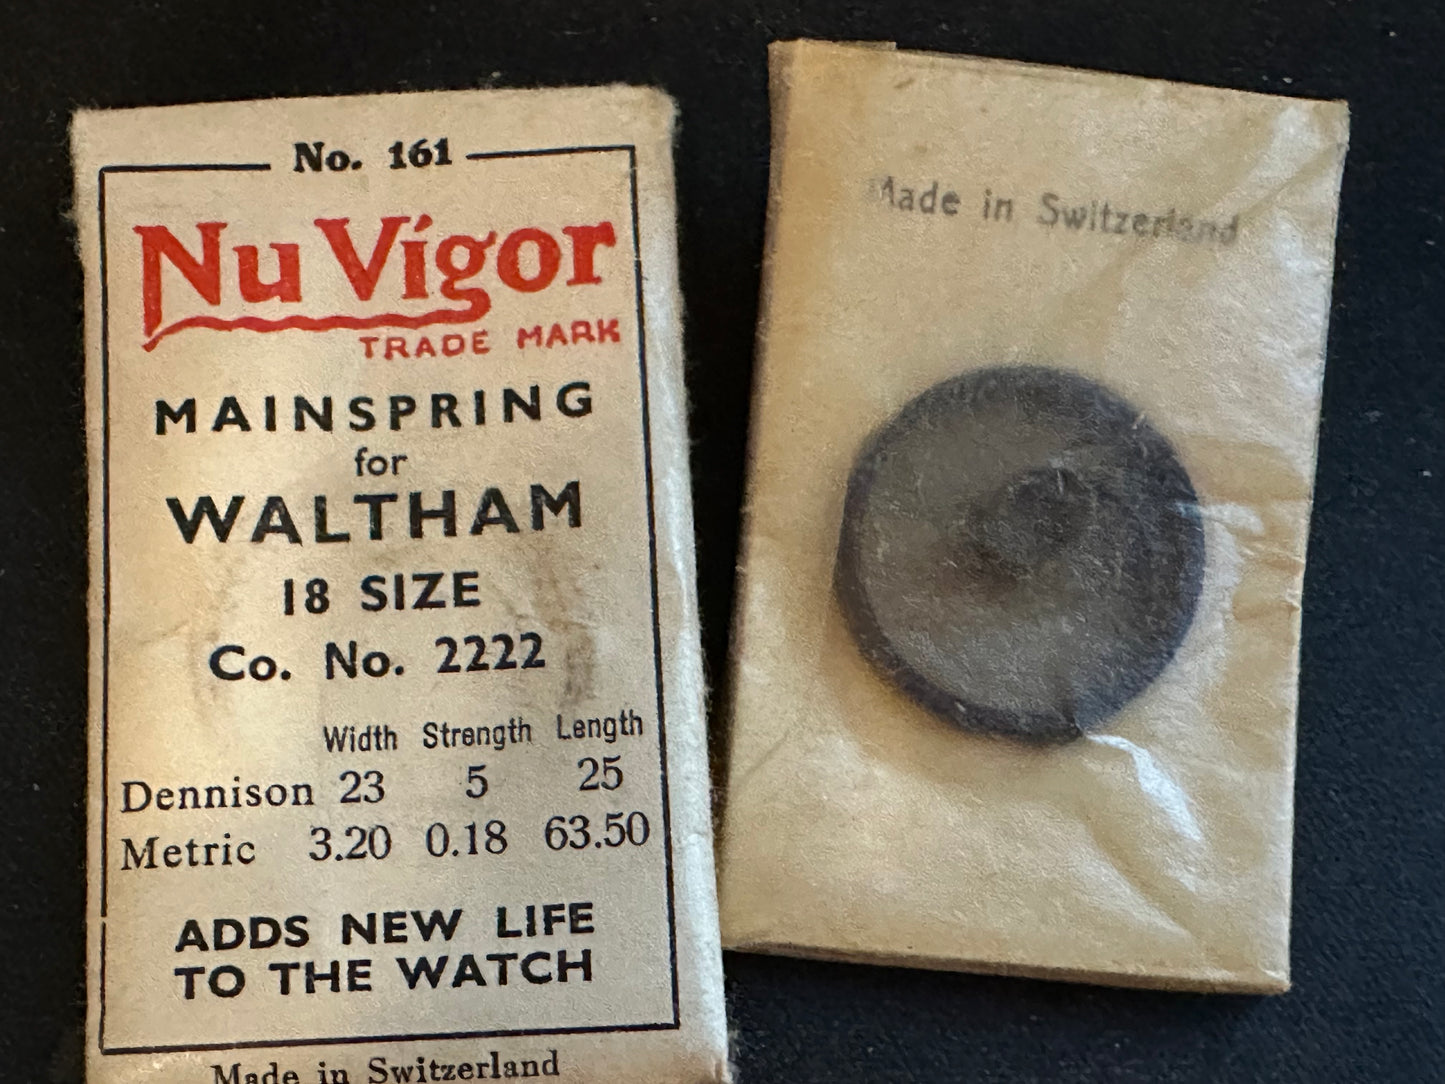 No. 161
Nu Vigor
TRADE MARK
MAINSPRING
for
WALTHAM
18 SIZE
Co. No. 2222
Width Strength Length
Dennison 23 5 25
Metric 3.20 0.18 63.50
ADDS NEW LIFE
TO THE WATCH
Made in Switzerland
Made in Switzerland